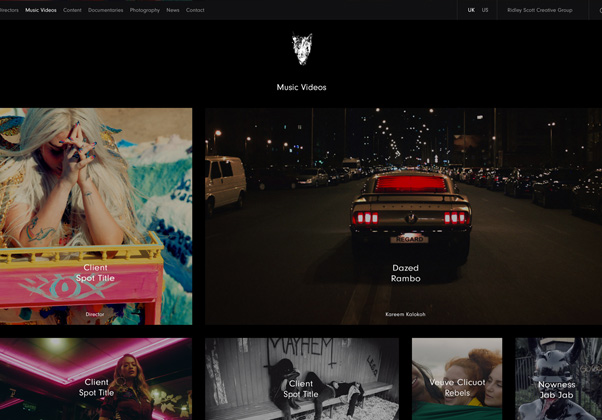 Directors Music Videos Content Documentaries Photography News Contact UK US Ridley Scott Creative Group
Music Videos
REGARD
Client
Spot Title
Director
Dazed
Rambo
Kareem Kolokoh
MAYHEM
Client
Spot Title
Client
Spot Title
Veuve Clicuot
Rebels
Nowness
Jab Jab